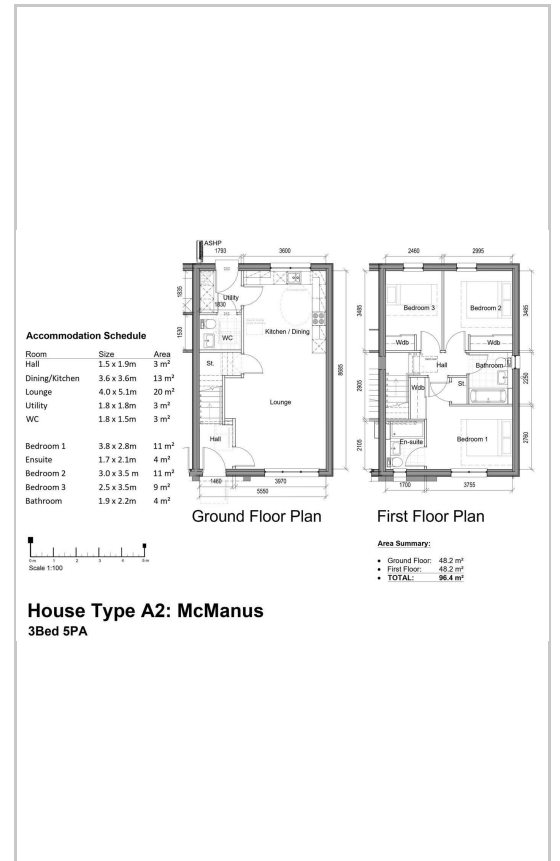 ASHP
1793
3600
1835
1530
8685
Utility
1830
WC
Kitchen / Dining
St.
Lounge
Hall
1460
3970
5550
Ground Floor Plan
2460
2995
3485
3485
2905
2250
2105
2760
Bedroom 3
Bedroom 2
Wdb
Wdb
Hall
Bathroom
Wdb
St.
En-suite
Bedroom 1
1700
3755
First Floor Plan
Accommodation Schedule
Room Size Area
Hall 1.5 x 1.9m 3 m²
Dining/Kitchen 3.6 x 3.6m 13 m²
Lounge 4.0 x 5.1m 20 m²
Utility 1.8 x 1.8m 3 m²
WC 1.8 x 1.5m 3 m²
Bedroom 1 3.8 x 2.8m 11 m²
Ensuite 1.7 x 2.1m 4 m²
Bedroom 2 3.0 x 3.5 m 11 m²
Bedroom 3 2.5 x 3.5m 9 m²
Bathroom 1.9 x 2.2m 4 m²
0m 1 2 3 4 5m
Scale 1:100
Area Summary:
• Ground Floor: 48.2 m²
• First Floor: 48.2 m²
• TOTAL: 96.4 m²
House Type A2: McManus
3Bed 5PA